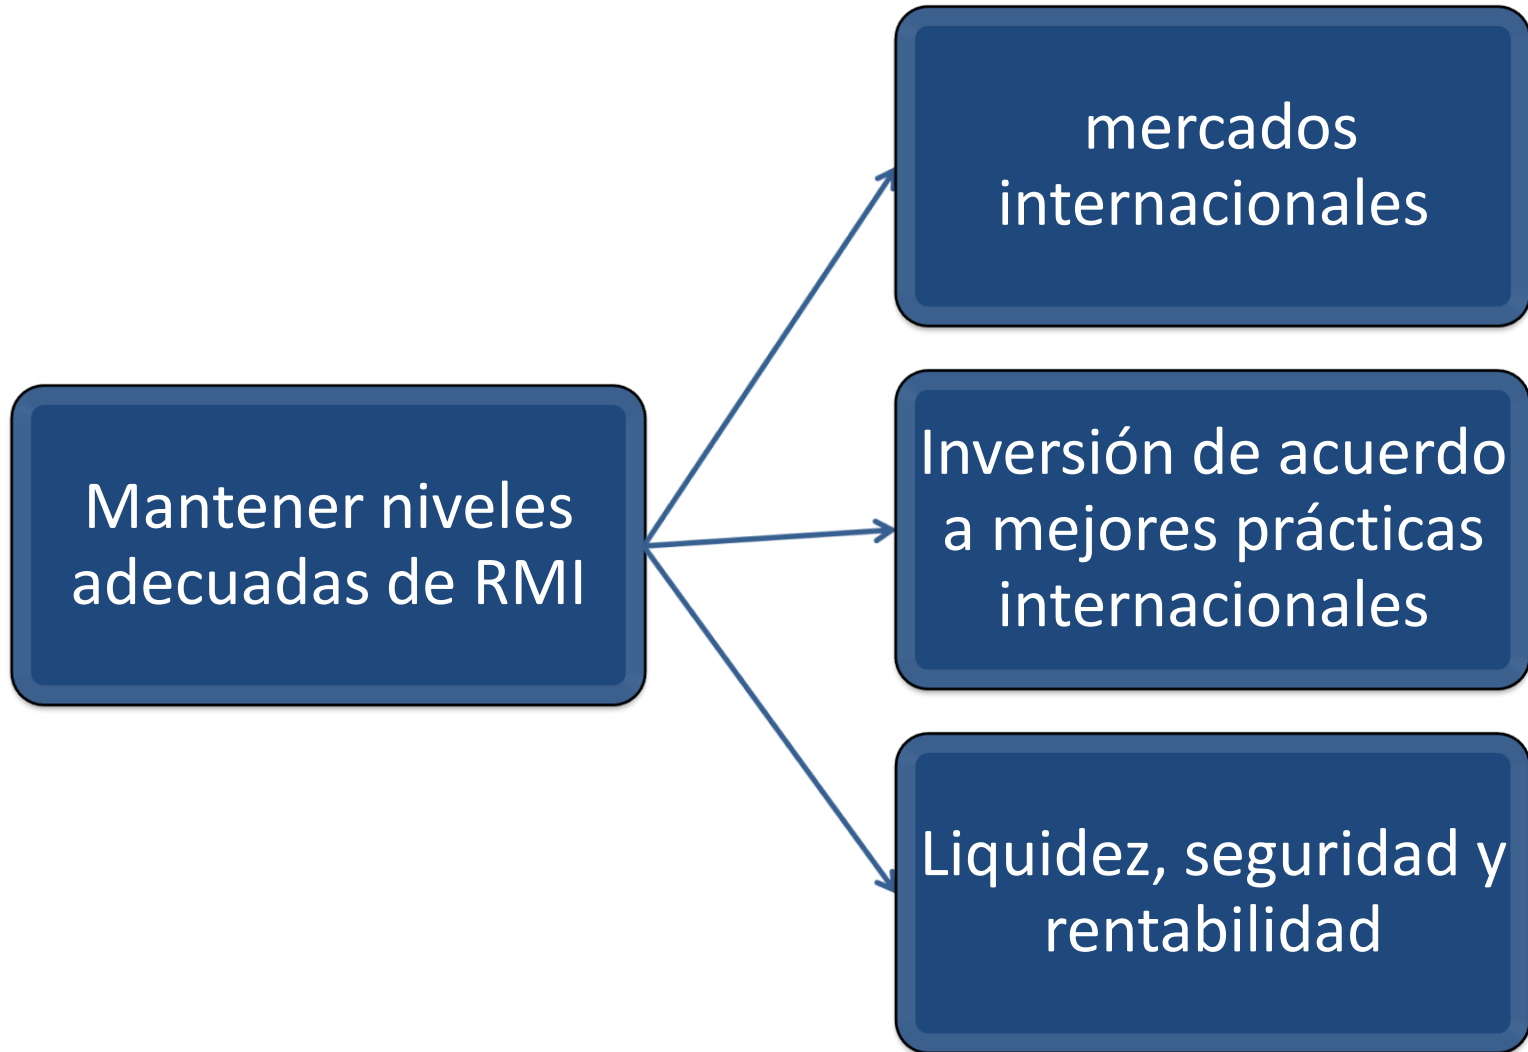 mercados
internacionales
Mantener niveles
adecuadas de RMI
Inversión de acuerdo
a mejores prácticas
internacionales
Liquidez, seguridad y
rentabilidad